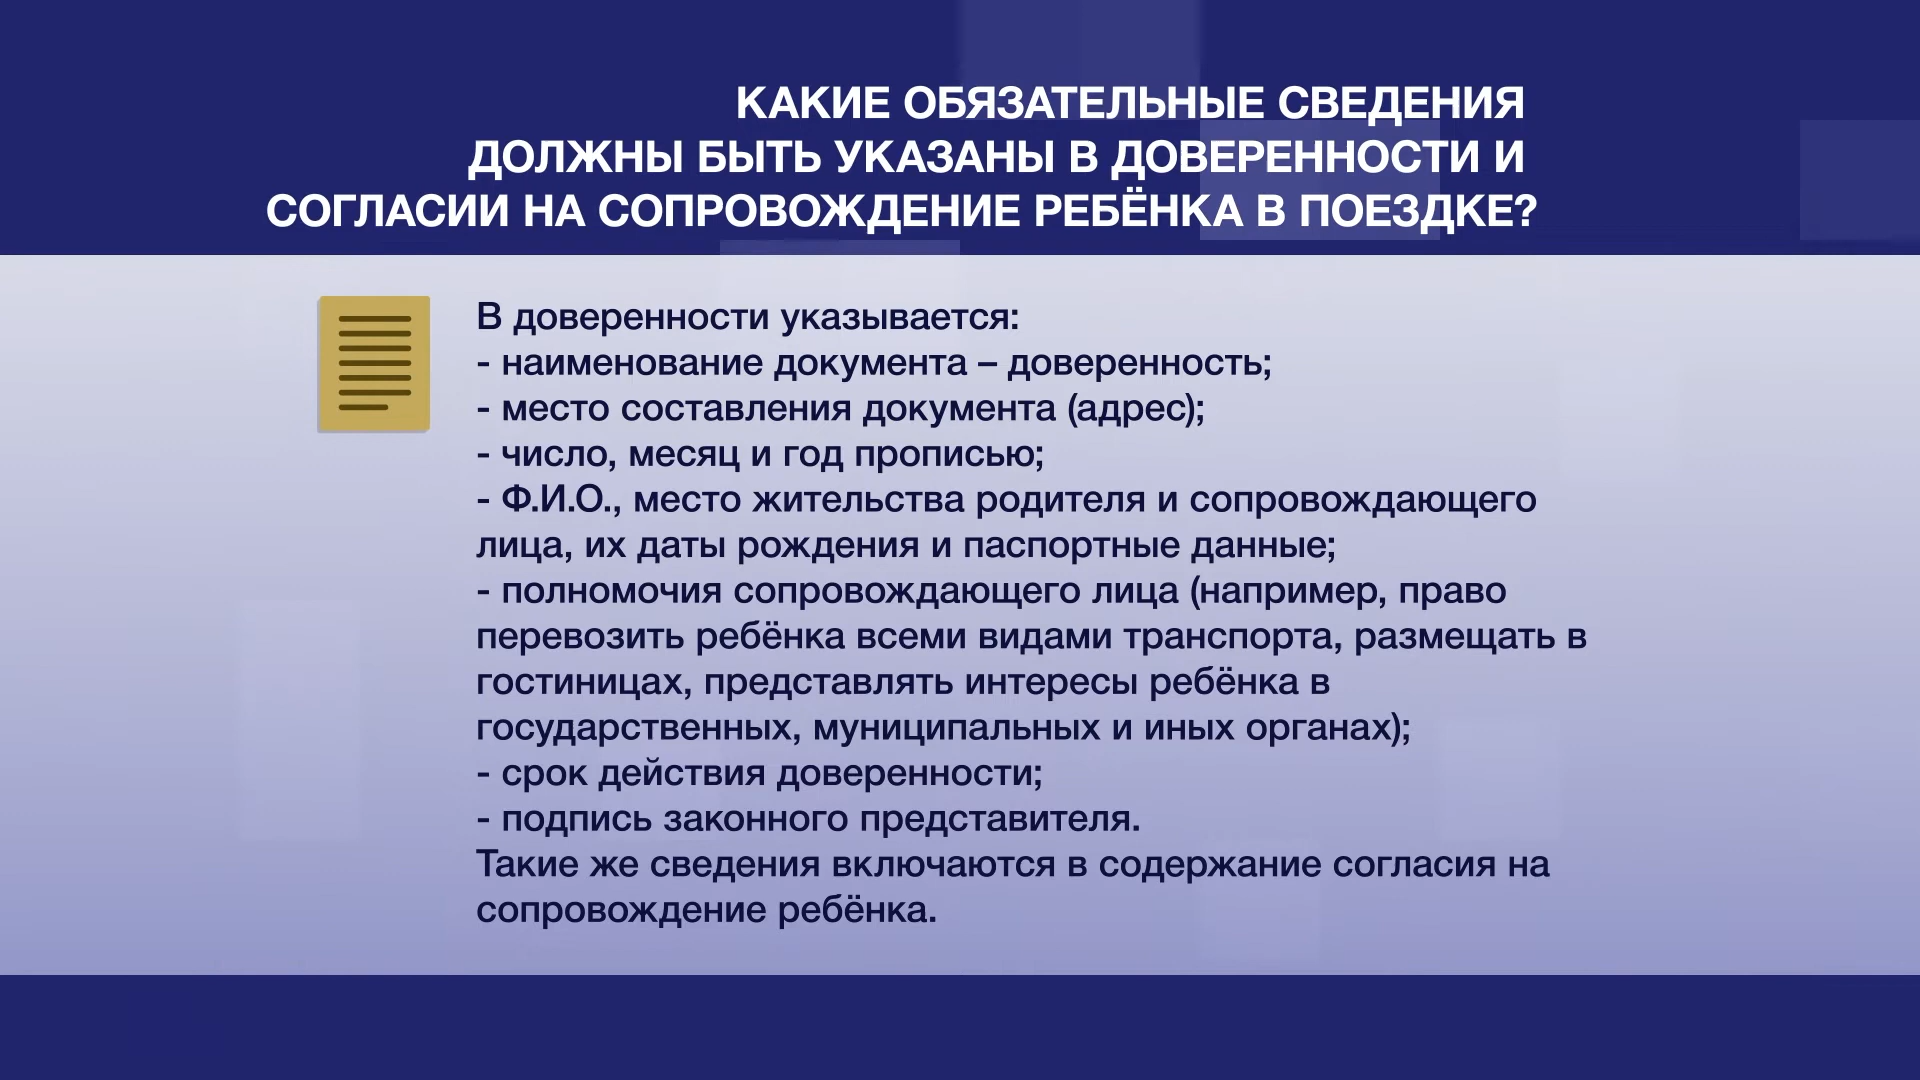 КАКИЕ ОБЯЗАТЕЛЬНЫЕ СВЕДЕНИЯ
ДОЛЖНЫ БЫТЬ УКАЗАНЫ В ДОВЕРЕННОСТИ И
СОГЛАСИИ НА СОПРОВОЖДЕНИЕ РЕБЁНКА В ПОЕЗДКЕ?
В доверенности указывается:
- наименование документа – доверенность;
- место составления документа (адрес);
- число, месяц и год прописью;
- Ф.И.О., место жительства родителя и сопровождающего
лица, их даты рождения и паспортные данные;
- полномочия сопровождающего лица (например, право
перевозить ребёнка всеми видами транспорта, размещать в
гостиницах, представлять интересы ребёнка в
государственных, муниципальных и иных органах);
- срок действия доверенности;
- подпись законного представителя.
Такие же сведения включаются в содержание согласия на
сопровождение ребёнка.